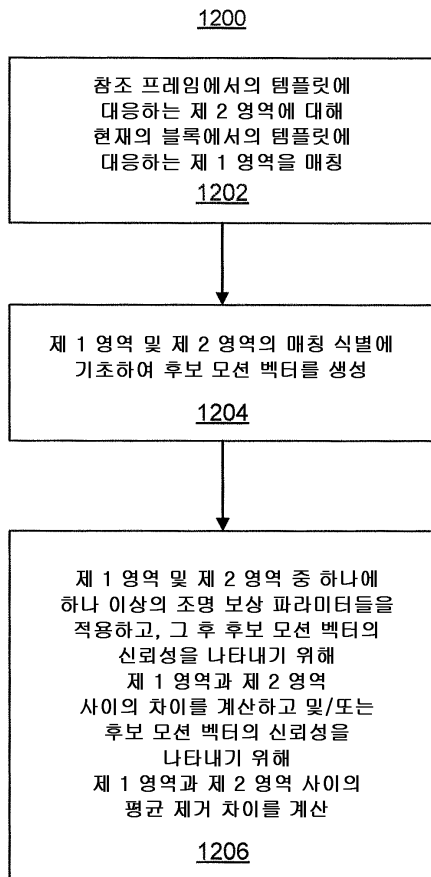 1200
참조 프레임에서의 템플릿에
대응하는 제 2 영역에 대해
현재의 블록에서의 템플릿에
대응하는 제 1 영역을 매칭
1202
제 1 영역 및 제 2 영역의 매칭 식별에
기초하여 후보 모션 벡터를 생성
1204
제 1 영역 및 제 2 영역 중 하나에
하나 이상의 조명 보상 파라미터들을
적용하고, 그 후 후보 모션 벡터의
신뢰성을 나타내기 위해
제 1 영역과 제 2 영역
사이의 차이를 계산하고 및/또는
후보 모션 벡터의 신뢰성을
나타내기 위해
제 1 영역과 제 2 영역 사이의
평균 제거 차이를 계산
1206